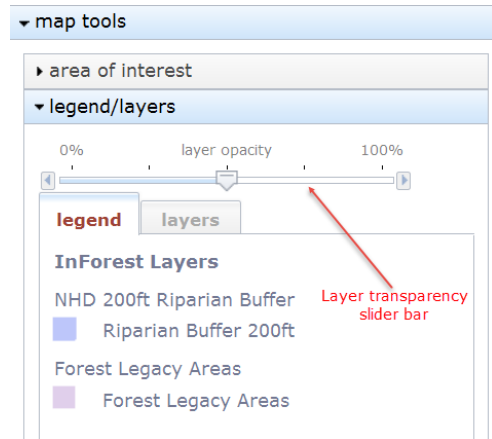 map tools
area of interest
legend/layers
0% layer opacity 100%
legend layers
InForest Layers
NHD 200ft Riparian Buffer
Riparian Buffer 200ft
Layer transparency
slider bar
Forest Legacy Areas
Forest Legacy Areas